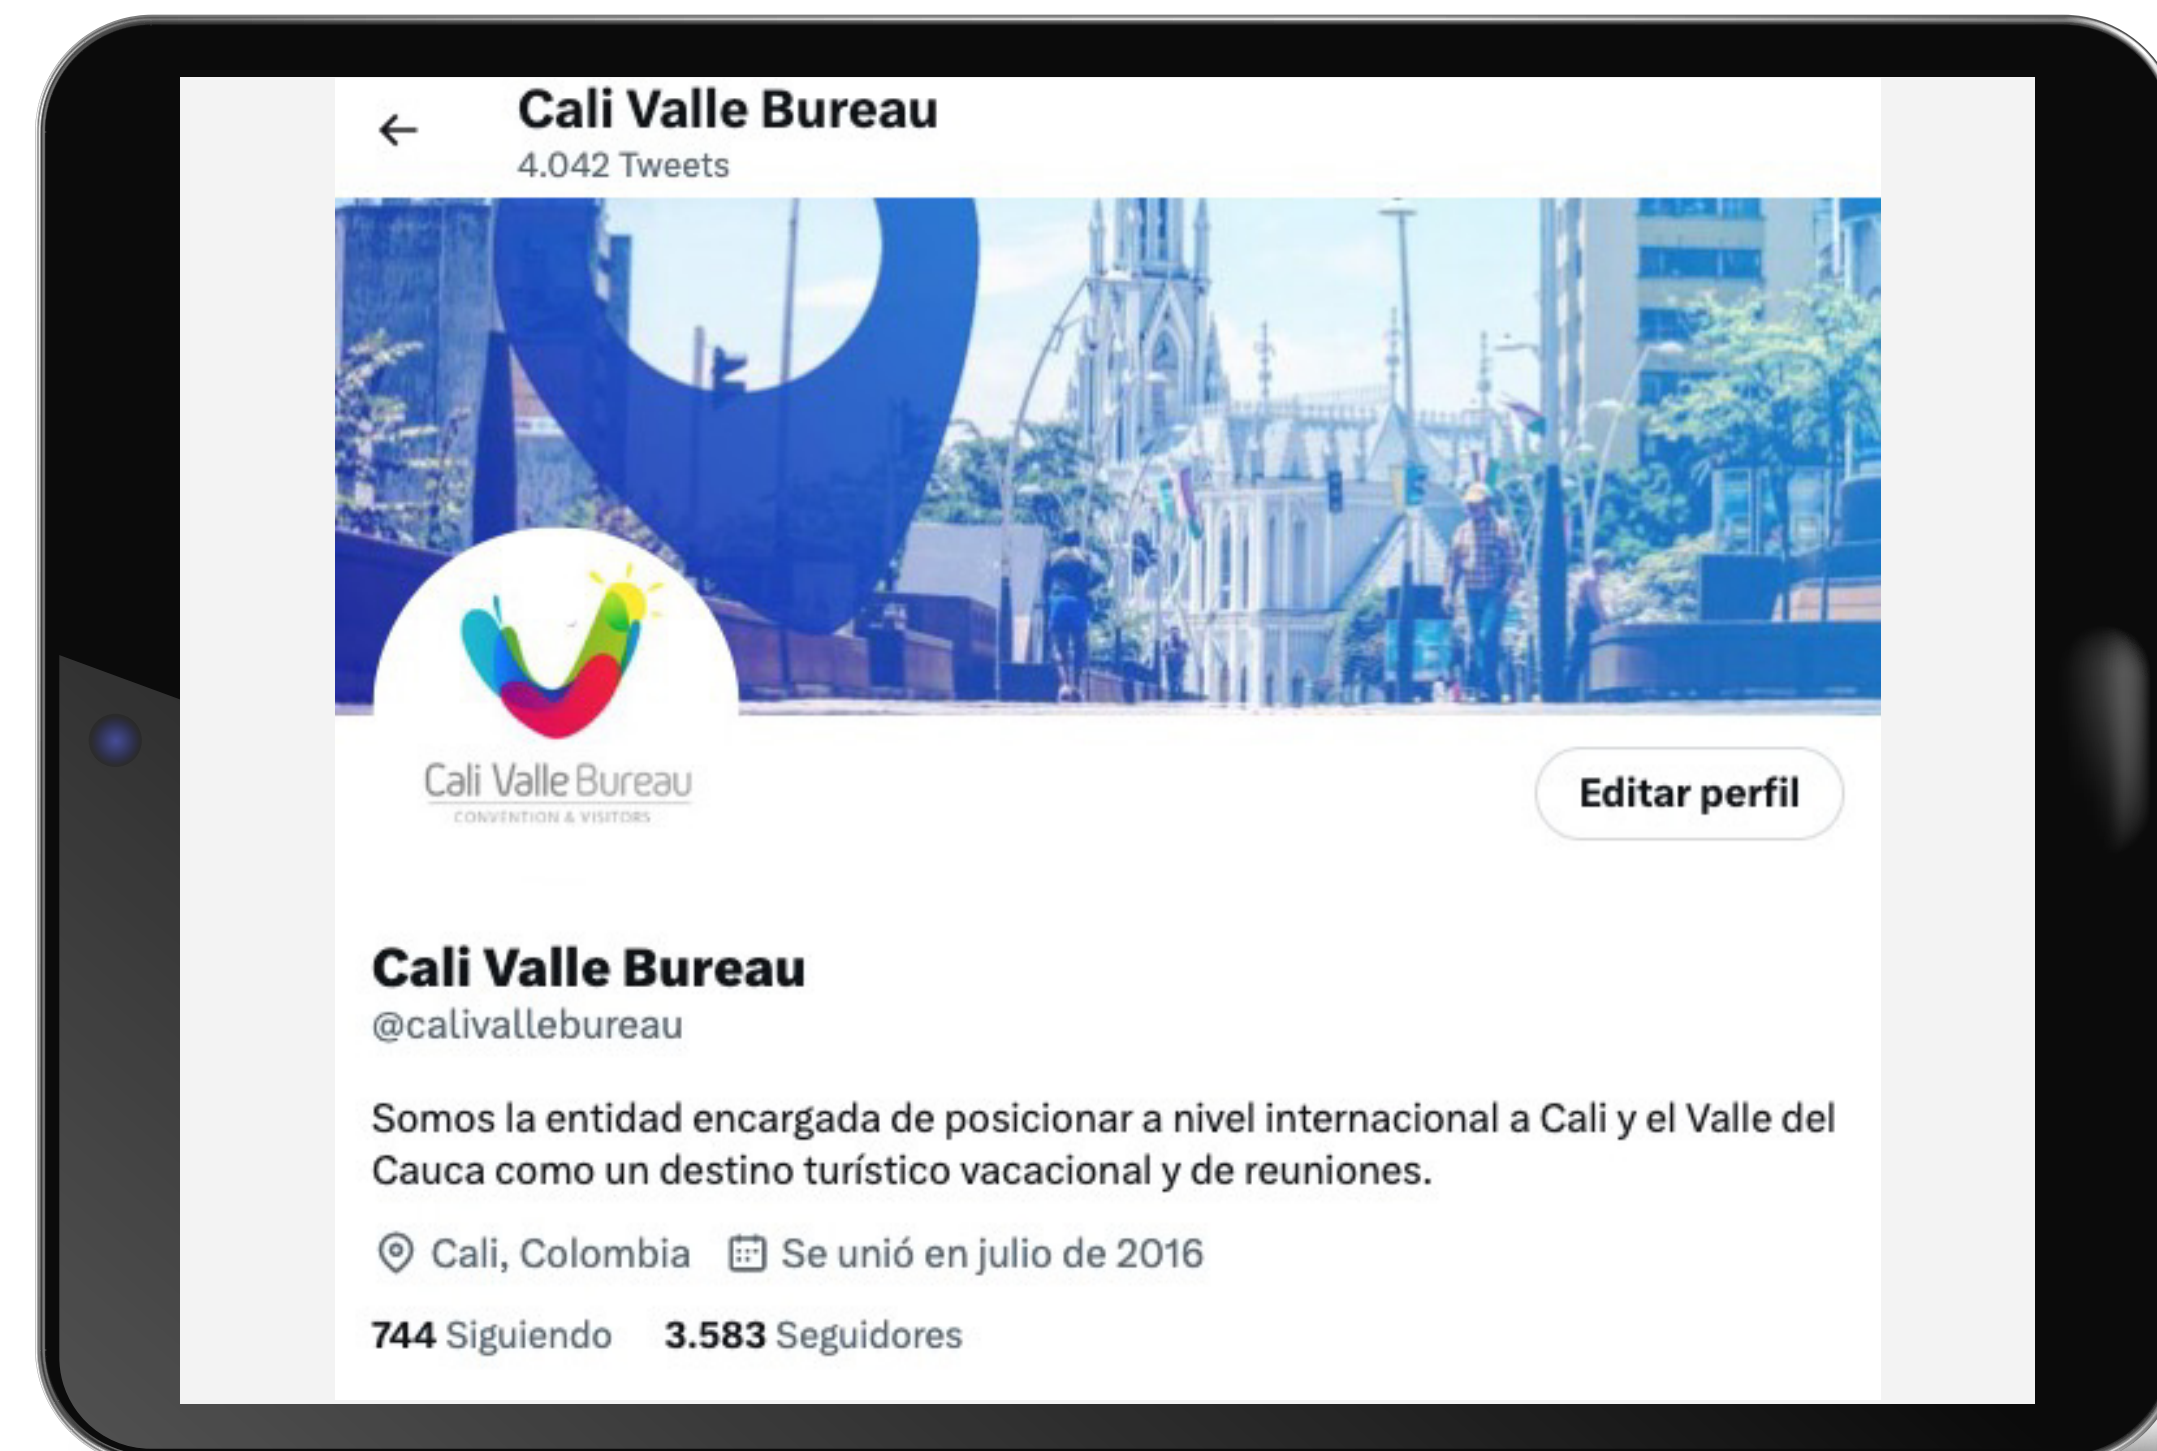 Cali Valle Bureau
4.042 Tweets
Cali Valle Bureau
CONVENTION & VISITORS
Editar perfil
Cali Valle Bureau
@calivallebureau
Somos la entidad encargada de posicionar a nivel internacional a Cali y el Valle del
Cauca como un destino turístico vacacional y de reuniones.
Cali, Colombia Se unió en julio de 2016
744 Siguiendo 3.583 Seguidores